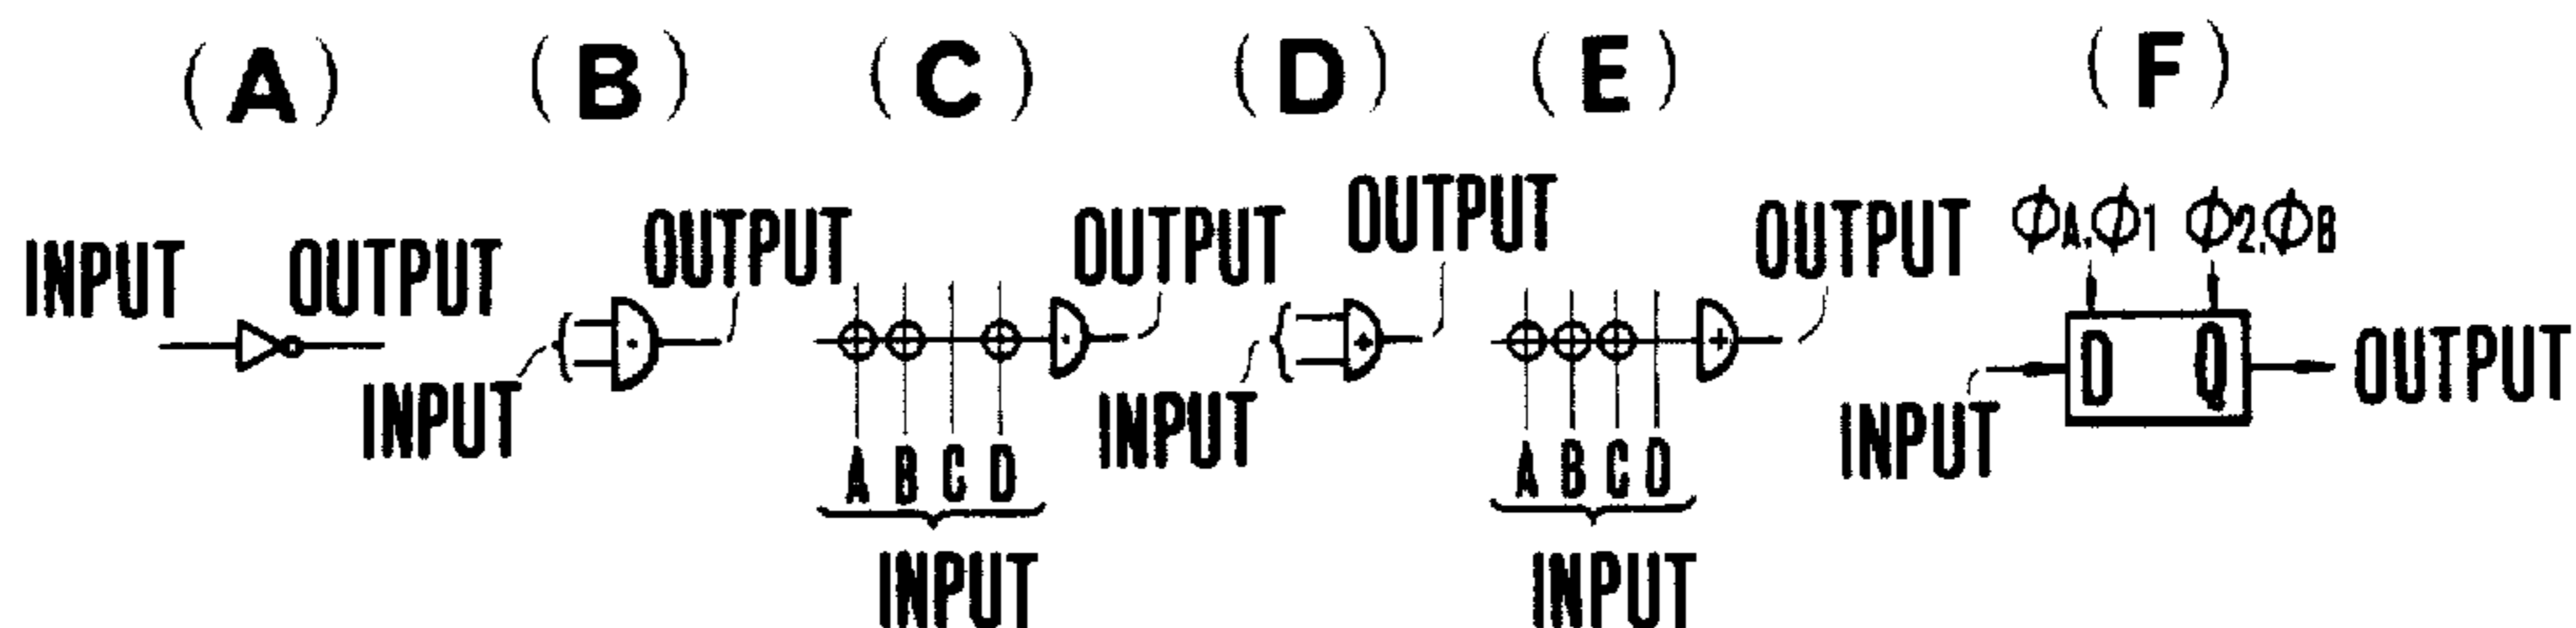 (A) (B) (C) (D) (E) (F)
INPUT OUTPUT
INPUT OUTPUT
OUTPUT
A B C D
INPUT
INPUT OUTPUT
OUTPUT
A B C D
INPUT
ϕA.ϕ1 ϕ2.ϕB
INPUT D Q OUTPUT